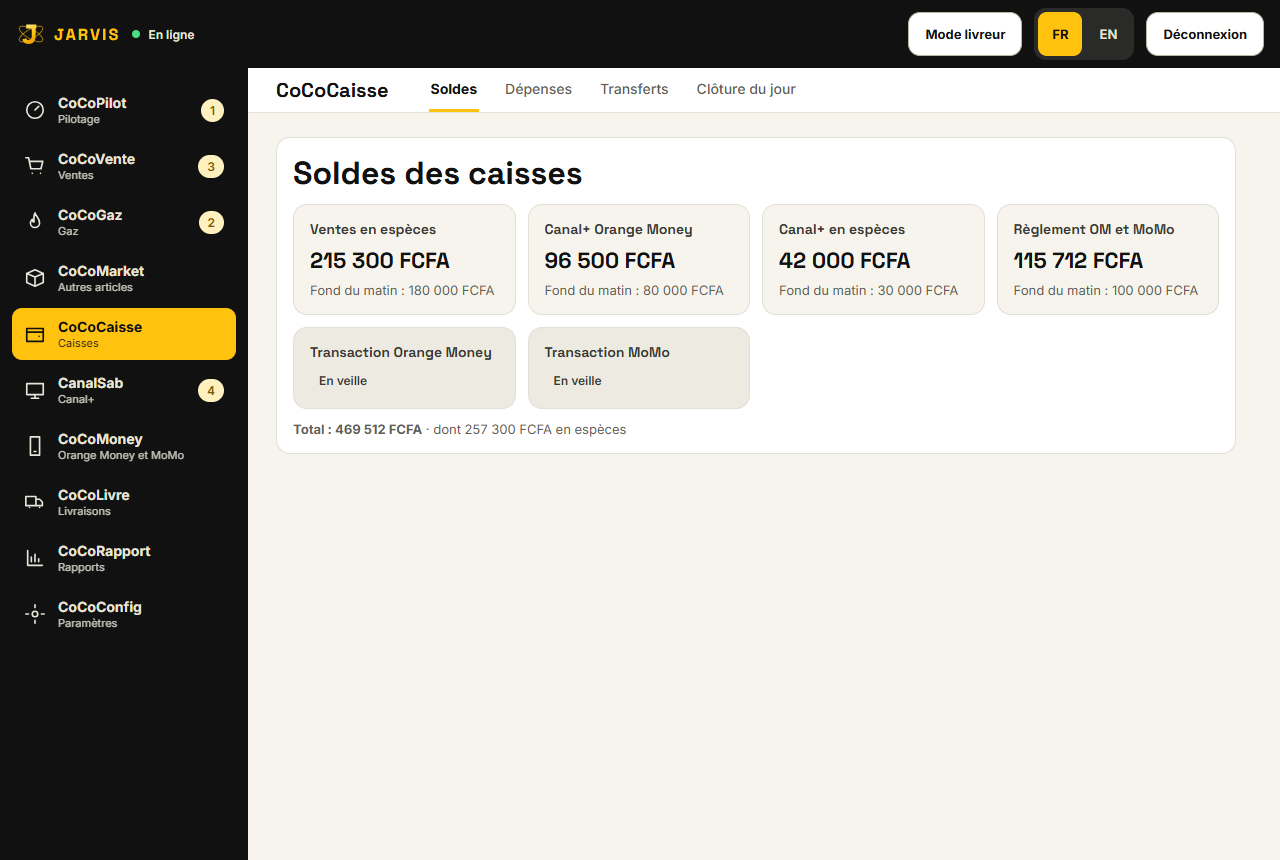 JARVIS
En ligne
Mode livreur
FR
EN
Déconnexion
CoCoPilot
Pilotage
1
CoCoVente
Ventes
3
CoCoGaz
Gaz
2
CoCoMarket
Autres articles
CoCoCaisse
Caisses
CanalSab
Canal+
4
CoCoMoney
Orange Money et MoMo
CoCoLivre
Livraisons
CoCoRapport
Rapports
CoCoConfig
Paramètres
CoCoCaisse
Soldes
Dépenses
Transferts
Clôture du jour
Soldes des caisses
Ventes en espèces
215 300 FCFA
Fond du matin : 180 000 FCFA
Canal+ Orange Money
96 500 FCFA
Fond du matin : 80 000 FCFA
Canal+ en espèces
42 000 FCFA
Fond du matin : 30 000 FCFA
Règlement OM et MoMo
115 712 FCFA
Fond du matin : 100 000 FCFA
Transaction Orange Money
En veille
Transaction MoMo
En veille
Total : 469 512 FCFA · dont 257 300 FCFA en espèces